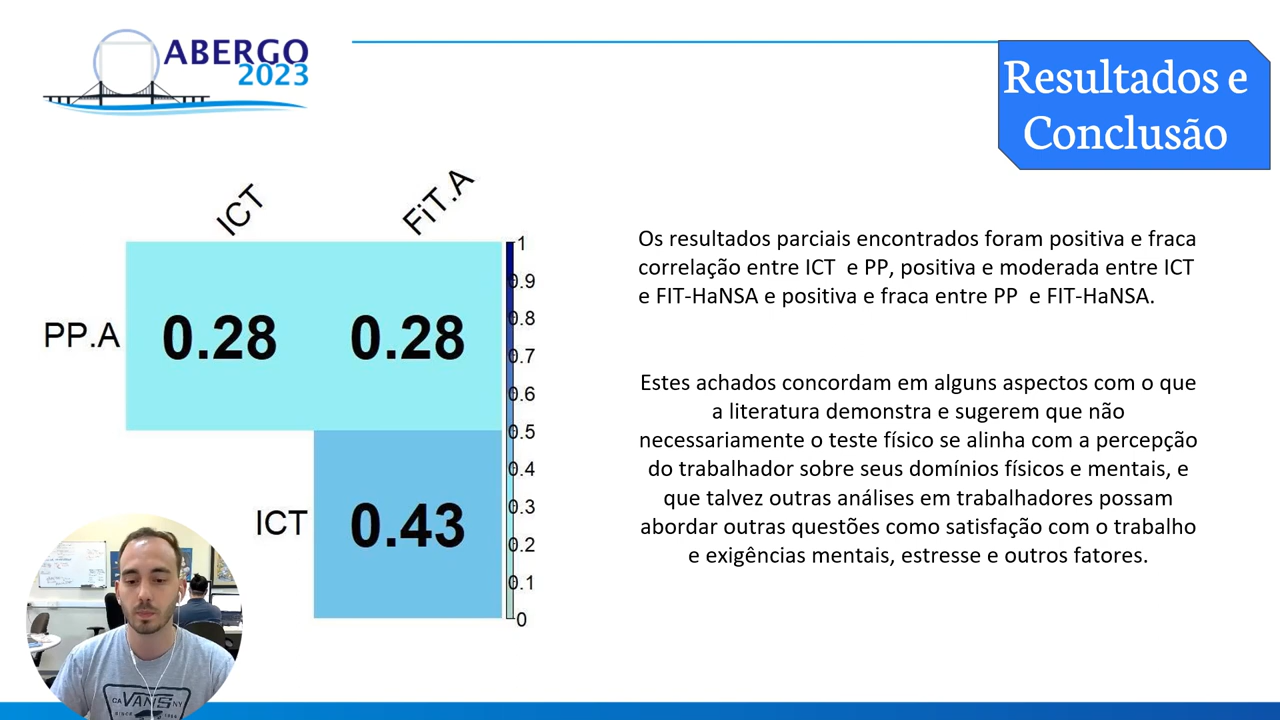 ABERGO
2023
Resultados e
Conclusão
ICT
FiT.A
PP.A
0.28
0.28
ICT
0.43
1
0.9
0.8
0.7
0.6
0.5
0.4
0.3
0.2
0.1
0
Os resultados parciais encontrados foram positiva e fraca
correlação entre ICT e PP, positiva e moderada entre ICT
e FIT-HaNSA e positiva e fraca entre PP e FIT-HaNSA.
Estes achados concordam em alguns aspectos com o que
a literatura demonstra e sugerem que não
necessariamente o teste físico se alinha com a percepção
do trabalhador sobre seus domínios físicos e mentais, e
que talvez outras análises em trabalhadores possam
abordar outras questões como satisfação com o trabalho
e exigências mentais, estresse e outros fatores.
CA VANS NY